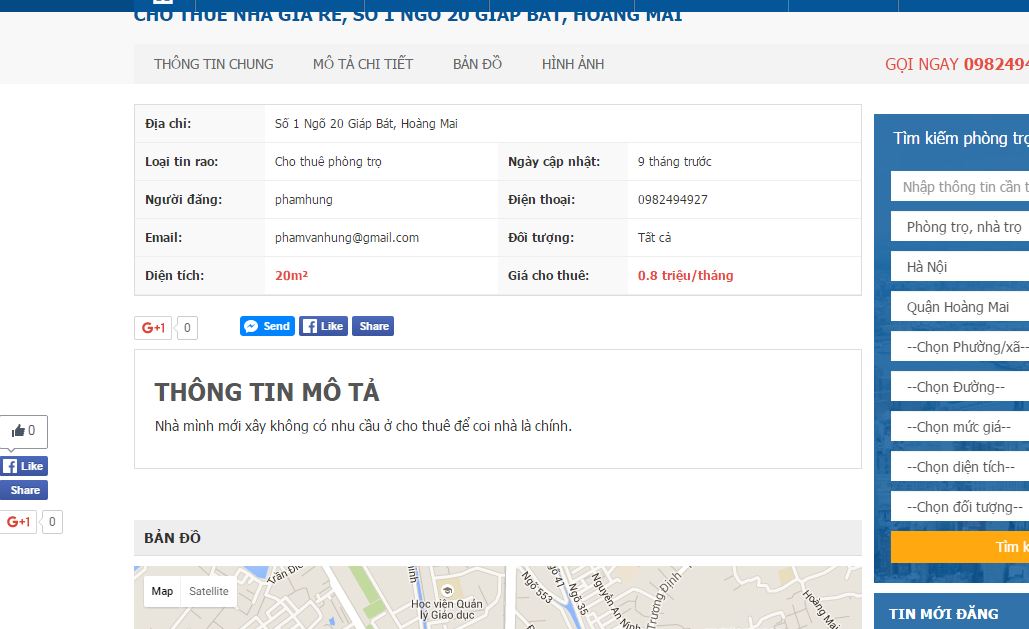 CHO THUÊ NHÀ GIÁ RẺ, SỐ 1 NGÕ 20 GIÁP BÁT, HOÀNG MAI
THÔNG TIN CHUNG MÔ TẢ CHI TIẾT BẢN ĐỒ HÌNH ẢNH
GỌI NGAY 0982494
Địa chỉ: Số 1 Ngõ 20 Giáp Bát, Hoàng Mai
Loại tin rao: Cho thuê phòng trọ Ngày cập nhật: 9 tháng trước
Người đăng: phamhung Điện thoại: 0982494927
Email: phamvanhung@gmail.com Đối tượng: Tất cả
Diện tích: 20m² Giá cho thuê: 0.8 triệu/tháng
G+1 0 Send Like Share
THÔNG TIN MÔ TẢ
Nhà mình mới xây không có nhu cầu ở cho thuê để coi nhà là chính.
0
Like
Share
G+1 0
BẢN ĐỒ
Map Satellite
Học viện Quản
lý Giáo dục
Ngõ 553
Ngõ 35
Trương Định
Hoàng Mai
Tìm kiếm phòng trọ
Nhập thông tin cần
Phòng trọ, nhà trọ
Hà Nội
Quận Hoàng Mai
--Chọn Phường/xã--
--Chọn Đường--
--Chọn mức giá--
--Chọn diện tích--
--Chọn đối tượng--
Tìm
TIN MỚI ĐĂNG